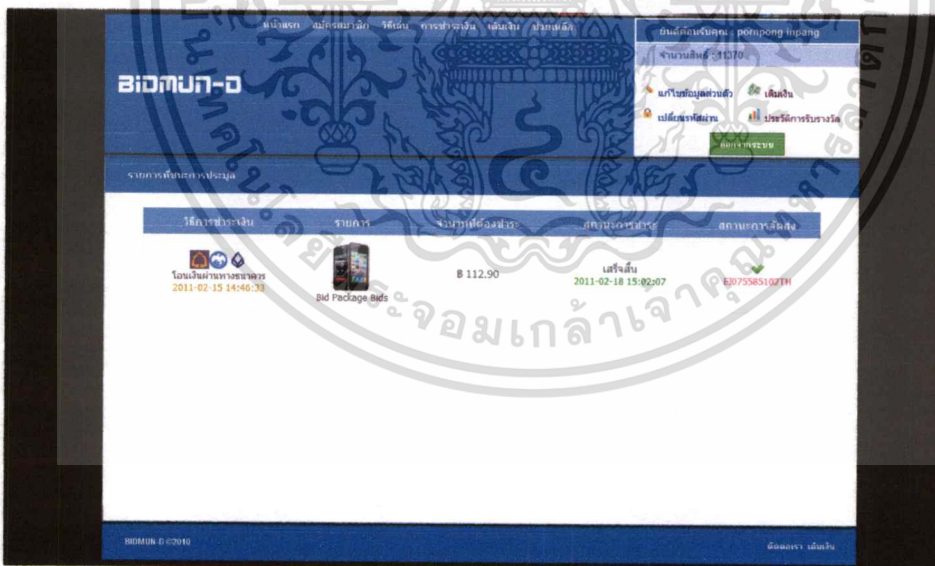 หน้าแรก สมัครสมาชิก วิธีเล่น การชำระเงิน เติมเงิน
ยินดีต้อนรับคุณ : pornpong inpang
จำนวนสิทธิ์ : 11370
BIDMUN-D
แก้ไขข้อมูลส่วนตัว เติมเงิน
เปลี่ยนรหัสผ่าน ประวัติการรับรางวัล
ออกจากระบบ
รายการที่ชนะการประมูล
วิธีการชำระเงิน รายการ จำนวนที่ต้องชำระ สถานะการชำระ สถานะการจัดส่ง
โอนเงินผ่านทางธนาคาร
2011-02-15 14:46:33
Bid Package Bids
฿ 112.90
เสร็จสิ้น
2011-02-18 15:02:07
EJ075585107TH
BIDMUN-D ©2010
ติดต่อเรา เติมเงิน